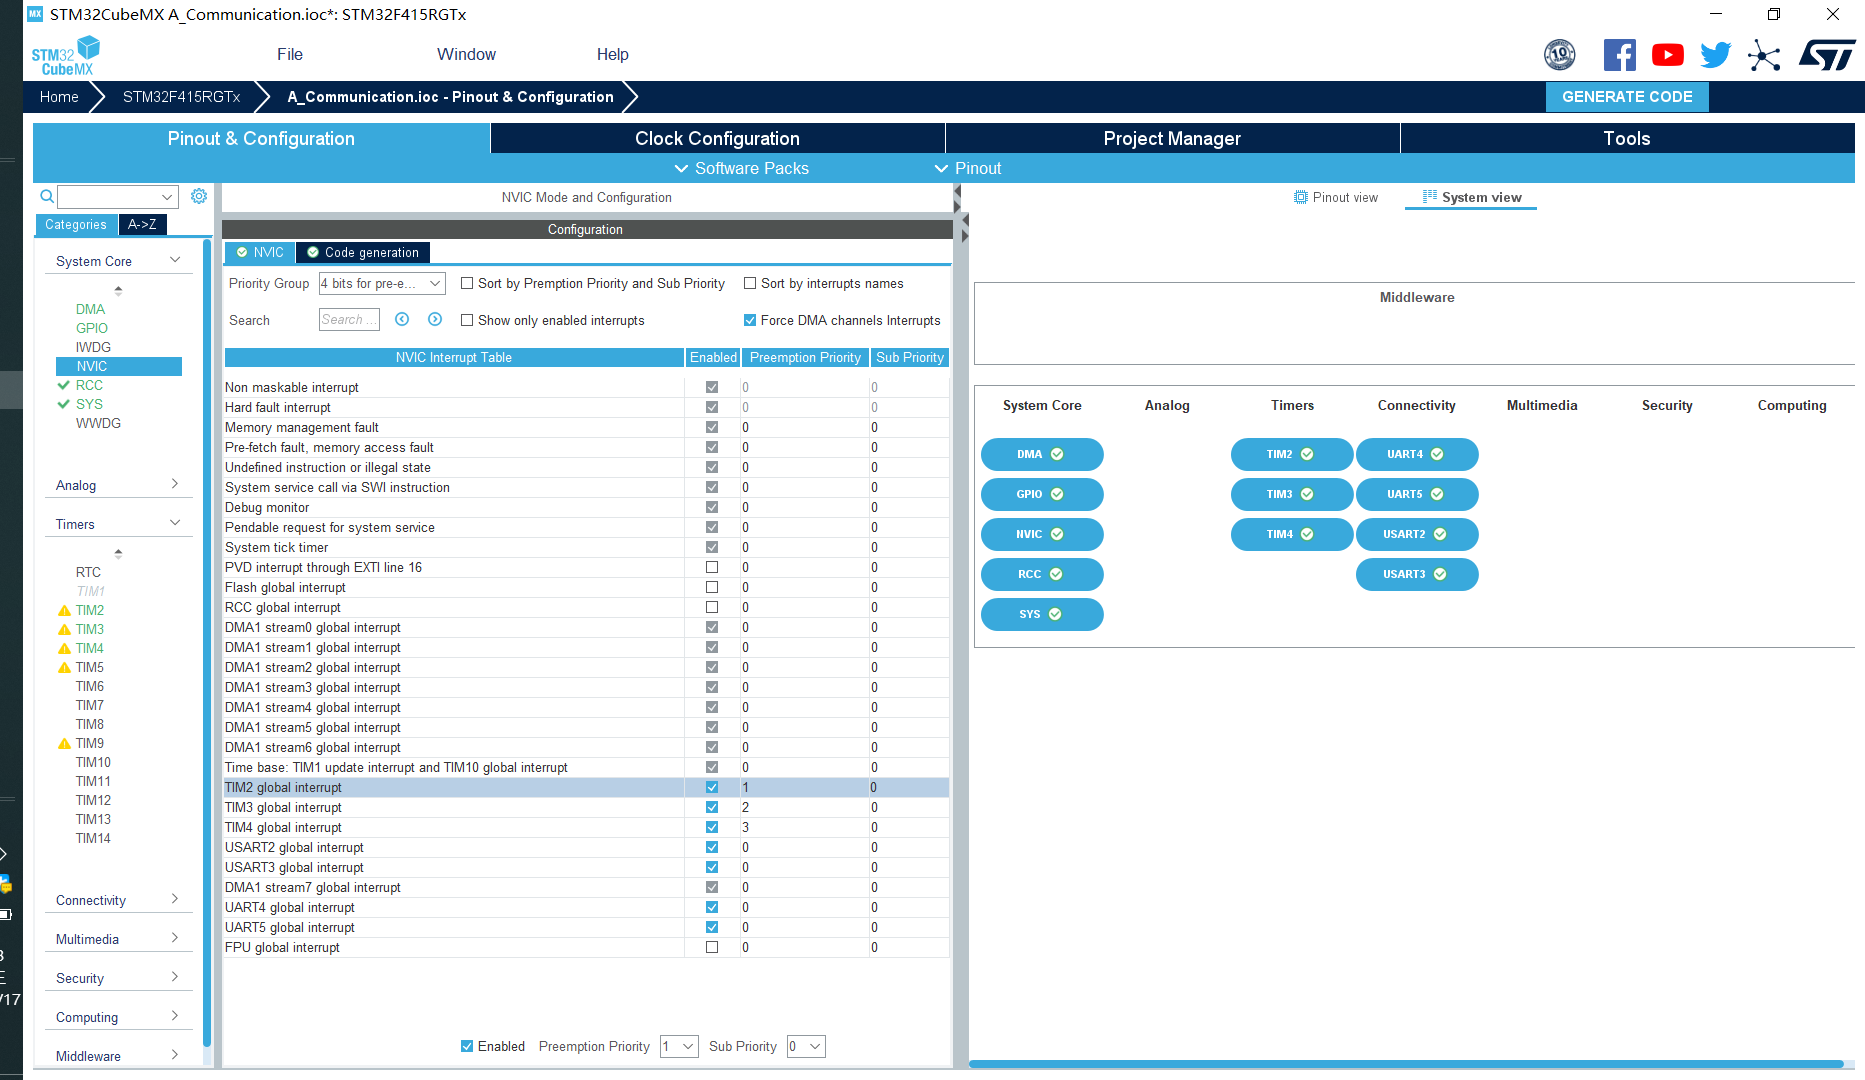 MX STM32CubeMX A_Communication.ioc*: STM32F415RGTx
STM32
CubeMX
File Window Help
10
ST
Home STM32F415RGTx A_Communication.ioc - Pinout & Configuration GENERATE CODE
Pinout & Configuration Clock Configuration Project Manager Tools
Software Packs Pinout
NVIC Mode and Configuration
Pinout view System view
Categories A->Z
Configuration
NVIC Code generation
Priority Group 4 bits for pre-e... Sort by Premption Priority and Sub Priority Sort by interrupts names
Search Search ... Show only enabled interrupts Force DMA channels Interrupts
NVIC Interrupt Table Enabled Preemption Priority Sub Priority
Non maskable interrupt 0 0
Hard fault interrupt 0 0
Memory management fault 0 0
Pre-fetch fault, memory access fault 0 0
Undefined instruction or illegal state 0 0
System service call via SWI instruction 0 0
Debug monitor 0 0
Pendable request for system service 0 0
System tick timer 0 0
PVD interrupt through EXTI line 16 0 0
Flash global interrupt 0 0
RCC global interrupt 0 0
DMA1 stream0 global interrupt 0 0
DMA1 stream1 global interrupt 0 0
DMA1 stream2 global interrupt 0 0
DMA1 stream3 global interrupt 0 0
DMA1 stream4 global interrupt 0 0
DMA1 stream5 global interrupt 0 0
DMA1 stream6 global interrupt 0 0
Time base: TIM1 update interrupt and TIM10 global interrupt 0 0
TIM2 global interrupt 1 0
TIM3 global interrupt 2 0
TIM4 global interrupt 3 0
USART2 global interrupt 0 0
USART3 global interrupt 0 0
DMA1 stream7 global interrupt 0 0
UART4 global interrupt 0 0
UART5 global interrupt 0 0
FPU global interrupt 0 0
Enabled Preemption Priority 1 Sub Priority 0
System Core
DMA
GPIO
IWDG
NVIC
RCC
SYS
WWDG
Analog
Timers
RTC
TIM1
TIM2
TIM3
TIM4
TIM5
TIM6
TIM7
TIM8
TIM9
TIM10
TIM11
TIM12
TIM13
TIM14
Connectivity
Multimedia
Security
Computing
Middleware
Middleware
System Core Analog Timers Connectivity Multimedia Security Computing
DMA TIM2 UART4
GPIO TIM3 UART5
NVIC TIM4 USART2
RCC USART3
SYS
/17